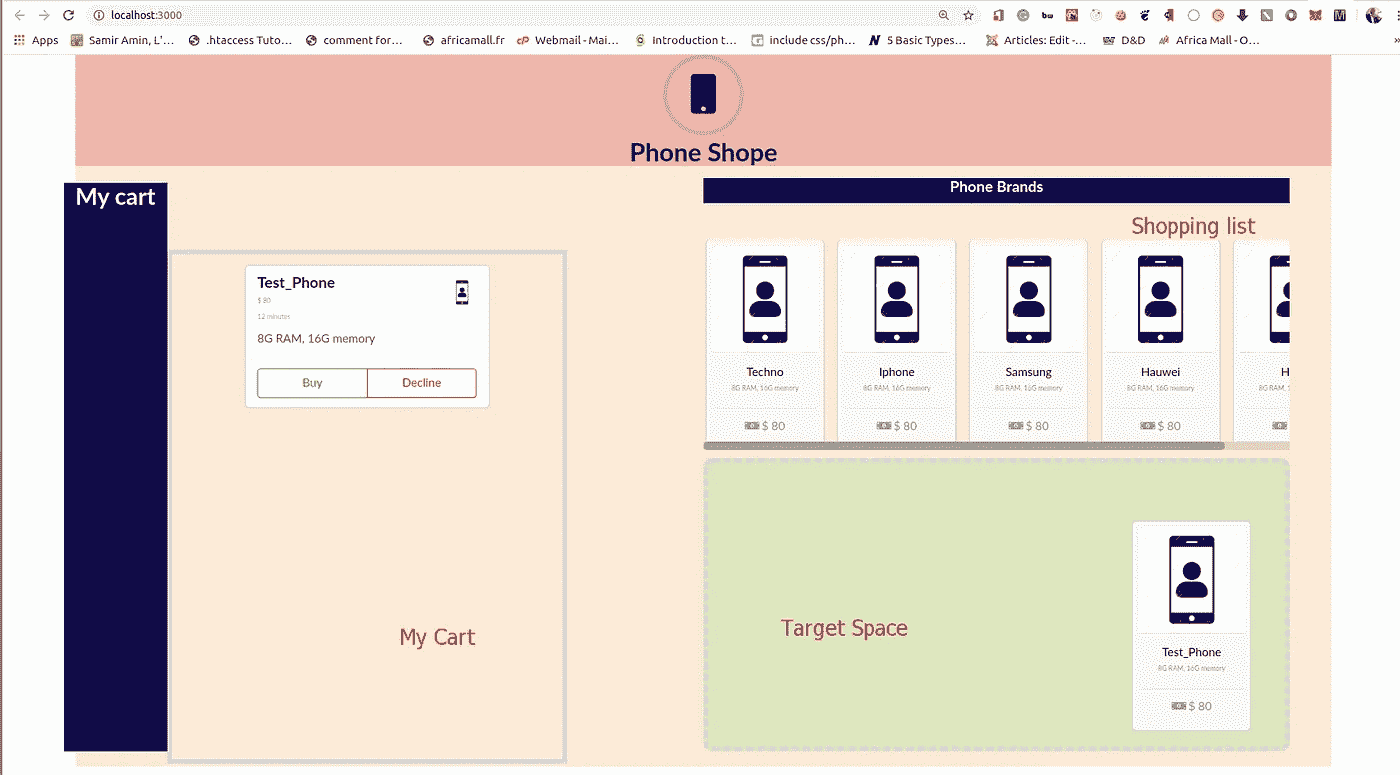 localhost:3000
Apps Samir Amin, L'... .htaccess Tuto... comment for... africamall.fr Webmail - Mai... Introduction t... include css/ph... 5 Basic Types... Articles: Edit -... D&D Africa Mall - O... »
Phone Shope
My cart
Test_Phone
$ 80
12 minutes
8G RAM, 16G memory
Buy Decline
My Cart
Phone Brands
Shopping list
Techno Iphone Samsung Hauwei H
8G RAM, 16G memory 8G RAM, 16G memory 8G RAM, 16G memory 8G RAM, 16G memory 8G RAM, 1
$ 80 $ 80 $ 80 $ 80
Target Space
Test_Phone
8G RAM, 16G memory
$ 80